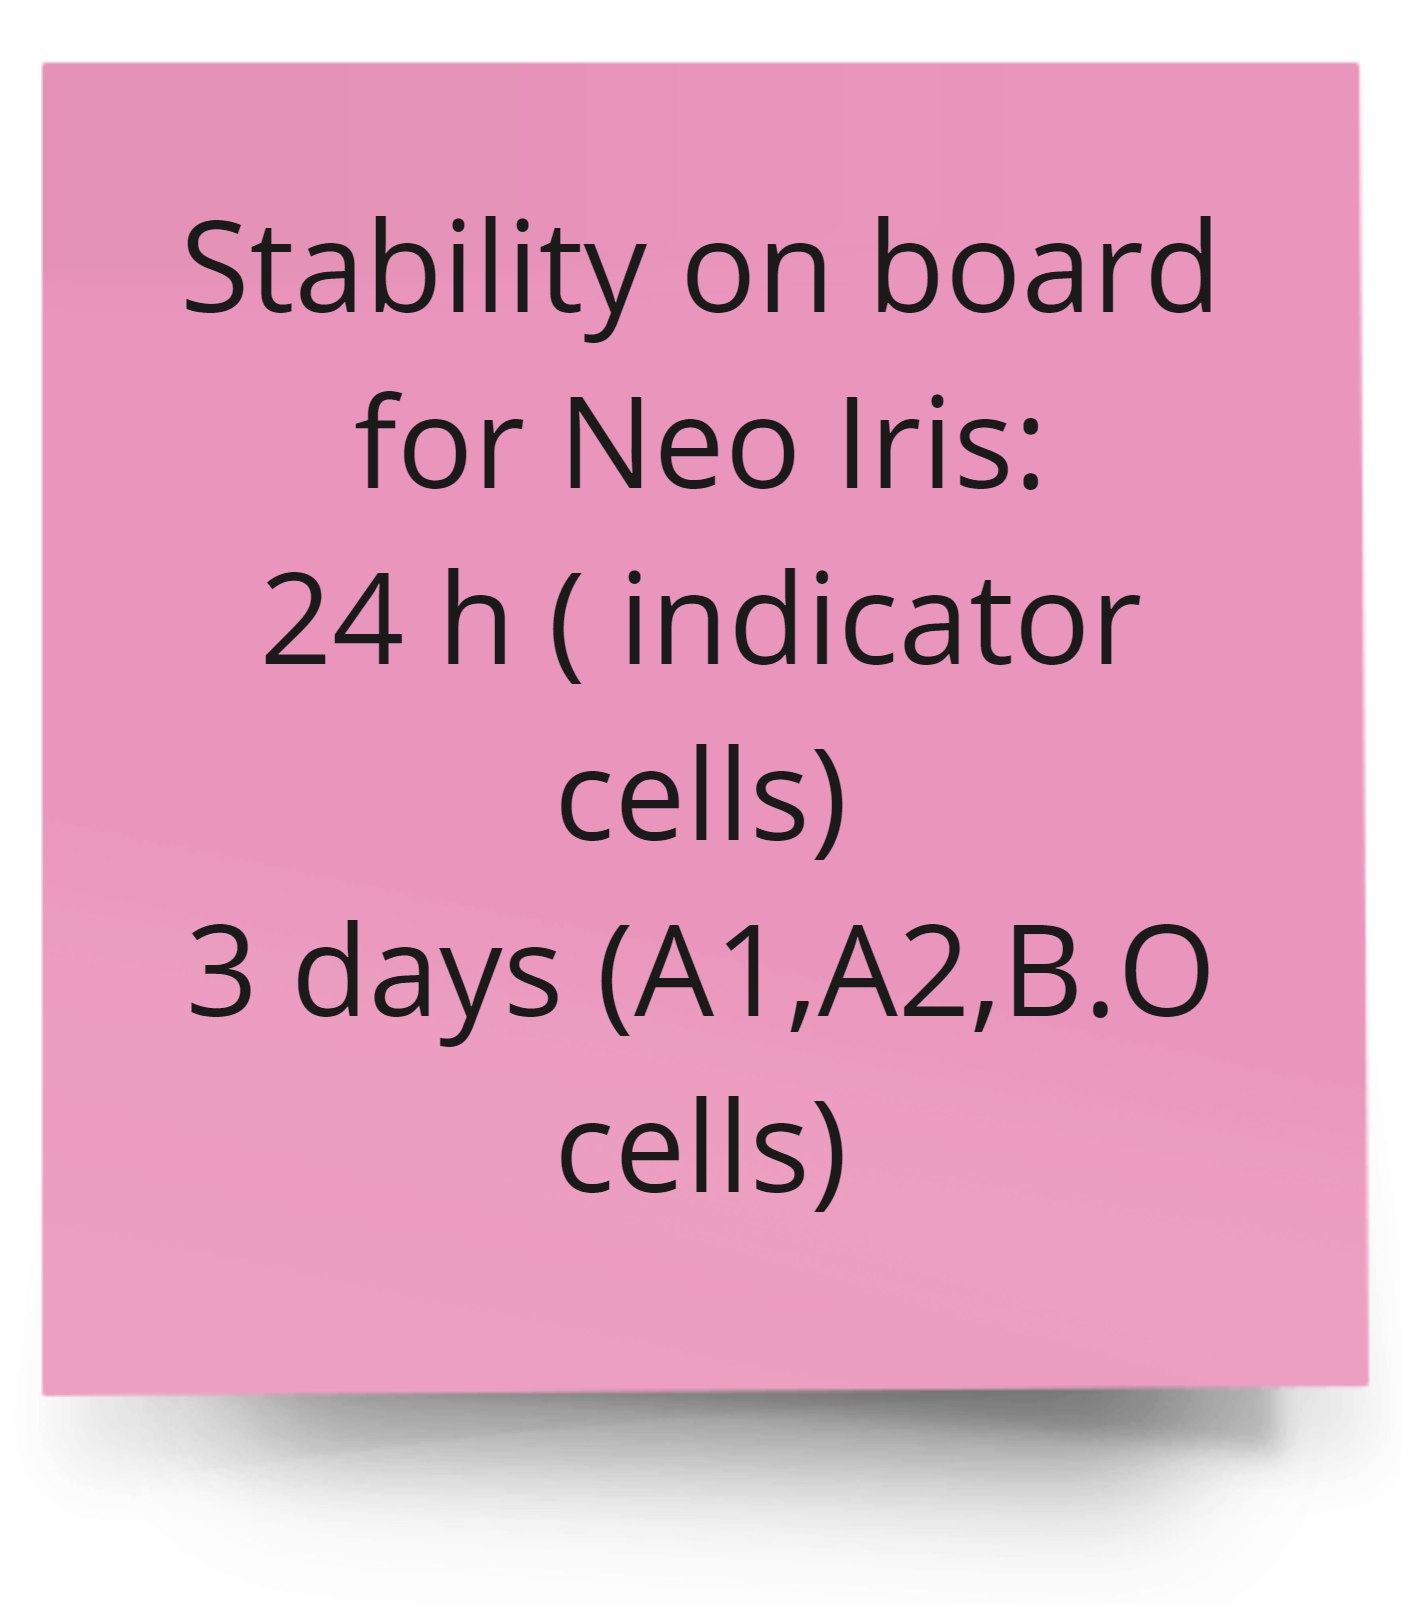 Stability on board
for Neo Iris:
24 h ( indicator
cells)
3 days (A1,A2,B.O
cells)